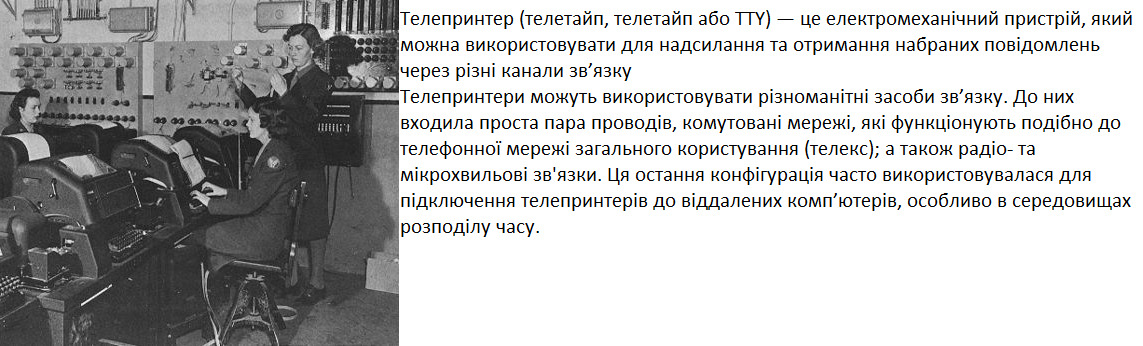 Телепринтер (телетайп, телетайп або TTY) — це електромеханічний пристрій, який
можна використовувати для надсилання та отримання набраних повідомлень
через різні канали зв’язку
Телепринтери можуть використовувати різноманітні засоби зв’язку. До них
входила проста пара проводів, комутовані мережі, які функціонують подібно до
телефонної мережі загального користування (телекс); а також радіо- та
мікрохвильові зв'язки. Ця остання конфігурація часто використовувалася для
підключення телепринтерів до віддалених комп’ютерів, особливо в середовищах
розподілу часу.